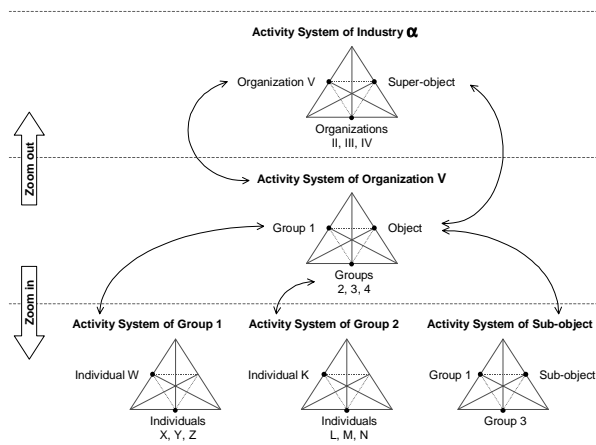 Activity System of Industry α
Organization V
Super-object
Organizations
II, III, IV
Zoom out
Activity System of Organization V
Group 1
Object
Groups
2, 3, 4
Zoom in
Activity System of Group 1
Activity System of Group 2
Activity System of Sub-object
Individual W
Individual K
Group 1
Sub-object
Individuals
X, Y, Z
Individuals
L, M, N
Group 3